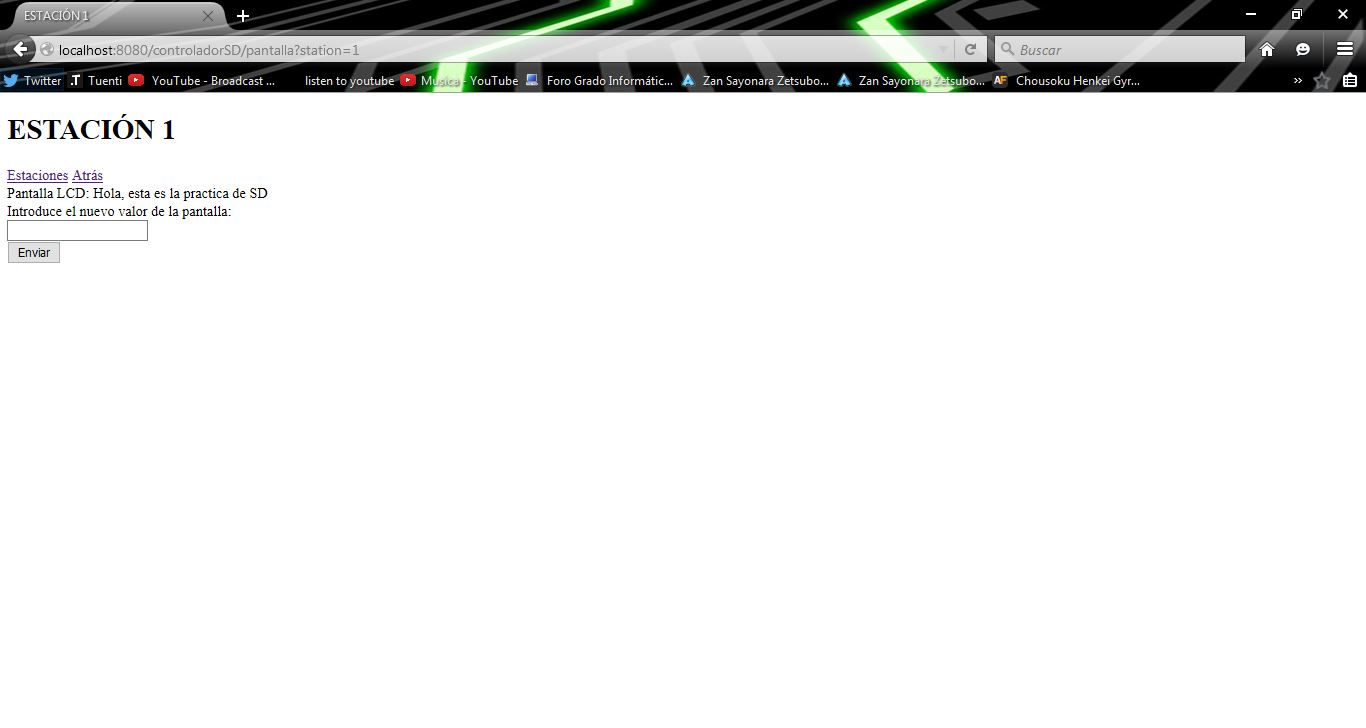 ESTACIÓN 1
localhost:8080/controladorSD/pantalla?station=1
Buscar
Twitter .T Tuenti YouTube - Broadcast ... listen to youtube Musica - YouTube Foro Grado Informátic... Zan Sayonara Zetsubo... Zan Sayonara Zetsubo... AF Chousoku Henkei Gyr... »
ESTACIÓN 1
Estaciones Atrás
Pantalla LCD: Hola, esta es la practica de SD
Introduce el nuevo valor de la pantalla:
Enviar